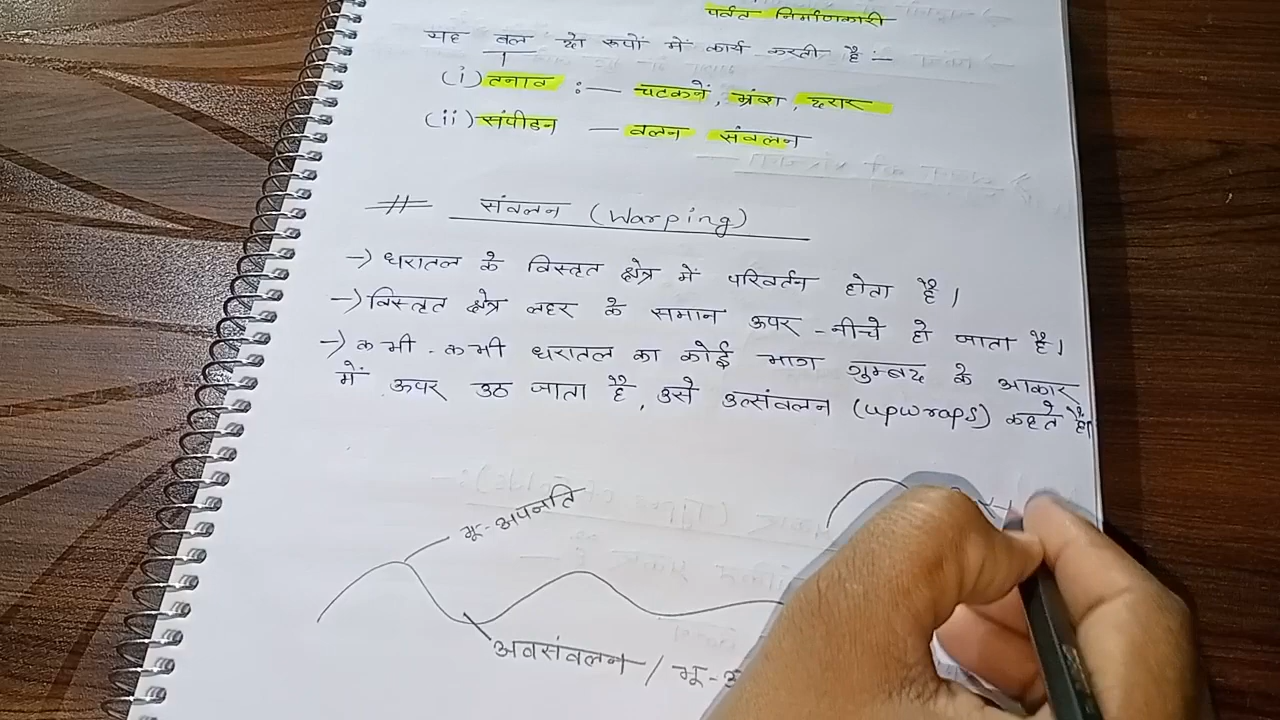 पर्वत निर्माणकारी
यह बल दो रूपों में कार्य करती है -
(i) तनाव :- चटकनें, भ्रंश, दरार
(ii) संपीडन - वलन संवलन
# संवलन (Warping)
→ धरातल के विस्तृत क्षेत्र में परिवर्तन होता है।
→ विस्तृत क्षेत्र लहर के समान ऊपर - नीचे हो जाता है।
→ कभी - कभी धरातल का कोई भाग गुम्बद के आकार
में ऊपर उठ जाता है, उसे उत्संवलन (upwraps) कहते है।
भू-अपनति
अवसंवलन / भू-